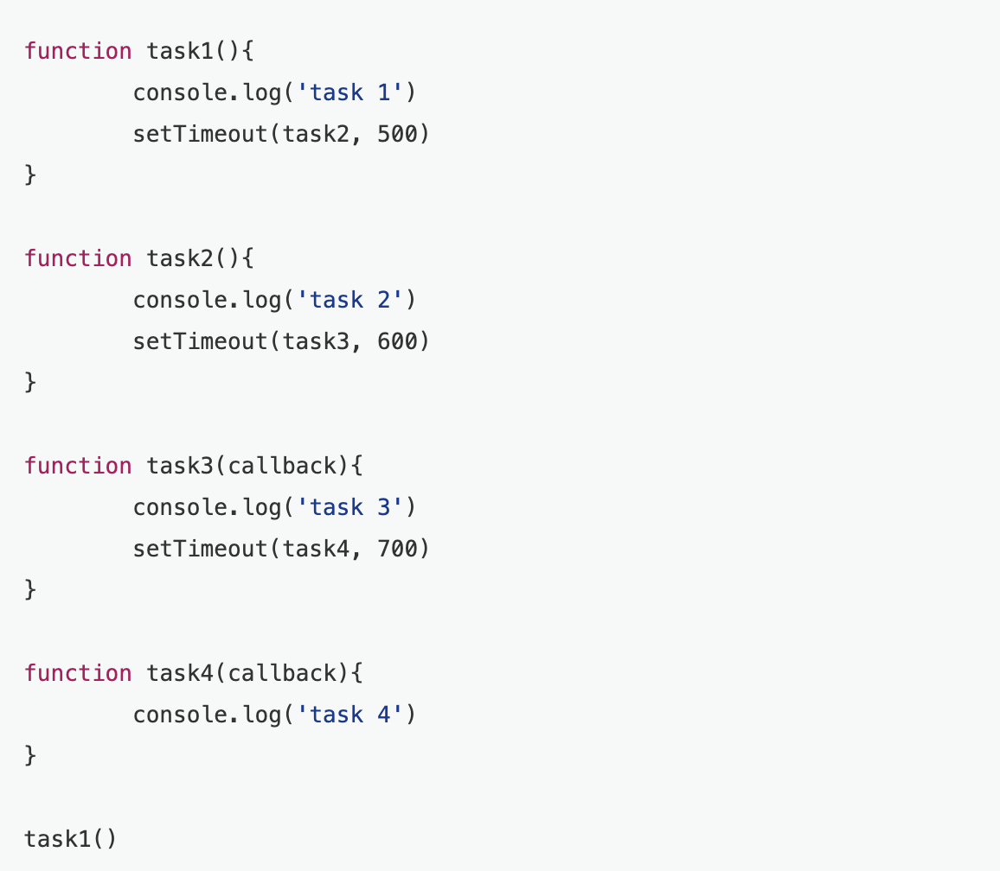 function task1(){
        console.log('task 1')
        setTimeout(task2, 500)
}

function task2(){
        console.log('task 2')
        setTimeout(task3, 600)
}

function task3(callback){
        console.log('task 3')
        setTimeout(task4, 700)
}

function task4(callback){
        console.log('task 4')
}

task1()